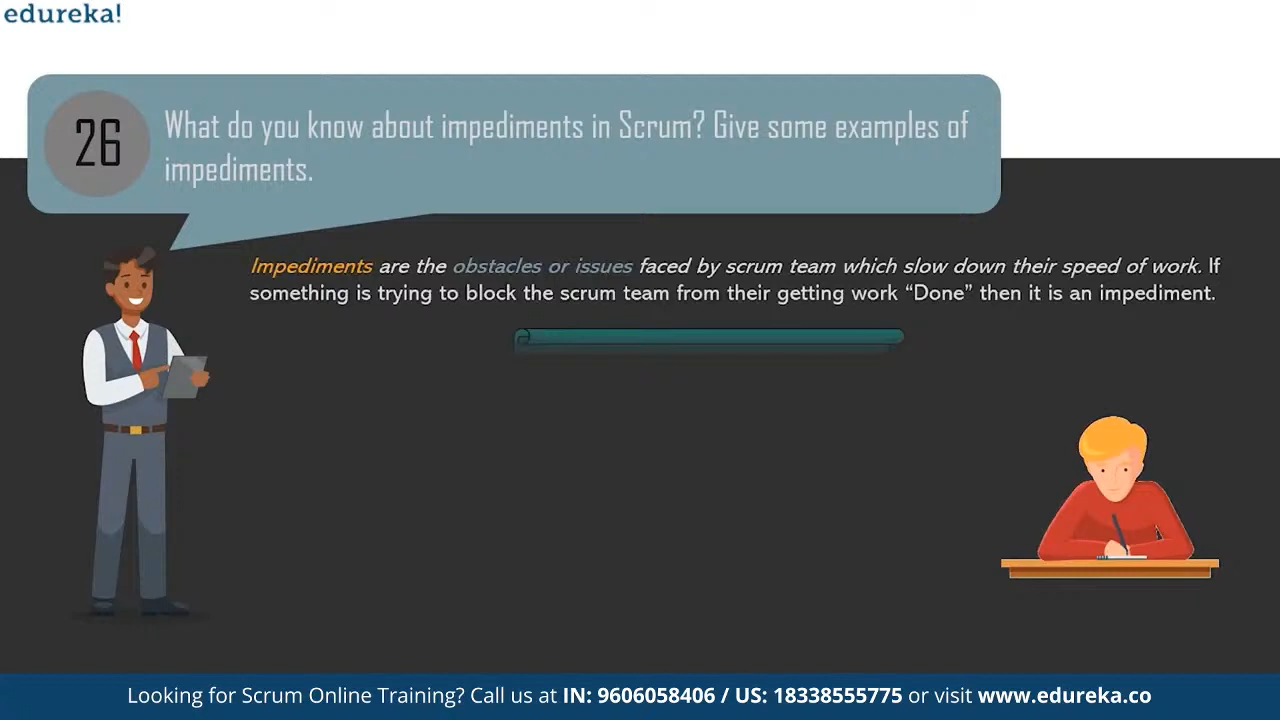 edureka!
26
What do you know about impediments in Scrum? Give some examples of
impediments.
Impediments are the obstacles or issues faced by scrum team which slow down their speed of work. If
something is trying to block the scrum team from their getting work “Done” then it is an impediment.
Looking for Scrum Online Training? Call us at IN: 9606058406 / US: 18338555775 or visit www.edureka.co